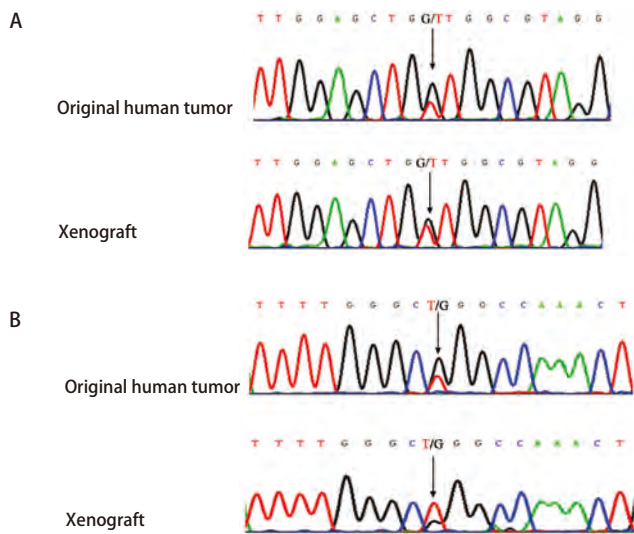 A
T T G G A G C T G G/T T G G C G T A G G
Original human tumor
T T G G A G C T G G/T T G G C G T A G G
Xenograft
B
T T T T G G G C T/G G G C C A A A C T
Original human tumor
T T T T G G G C T/G G G C C A A A C T
Xenograft